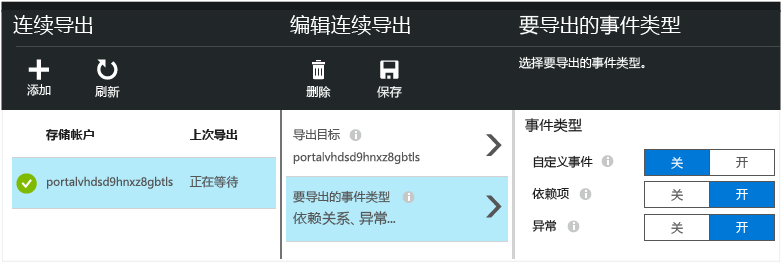 连续导出
添加
刷新
存储帐户 上次导出
portalvhdsd9hnxz8gbtls 正在等待
编辑连续导出
删除
保存
导出目标
portalvhdsd9hnxz8gbtls
要导出的事件类型
依赖关系、异常...
要导出的事件类型
选择要导出的事件类型。
事件类型
自定义事件 关 开
依赖项 关 开
异常 关 开